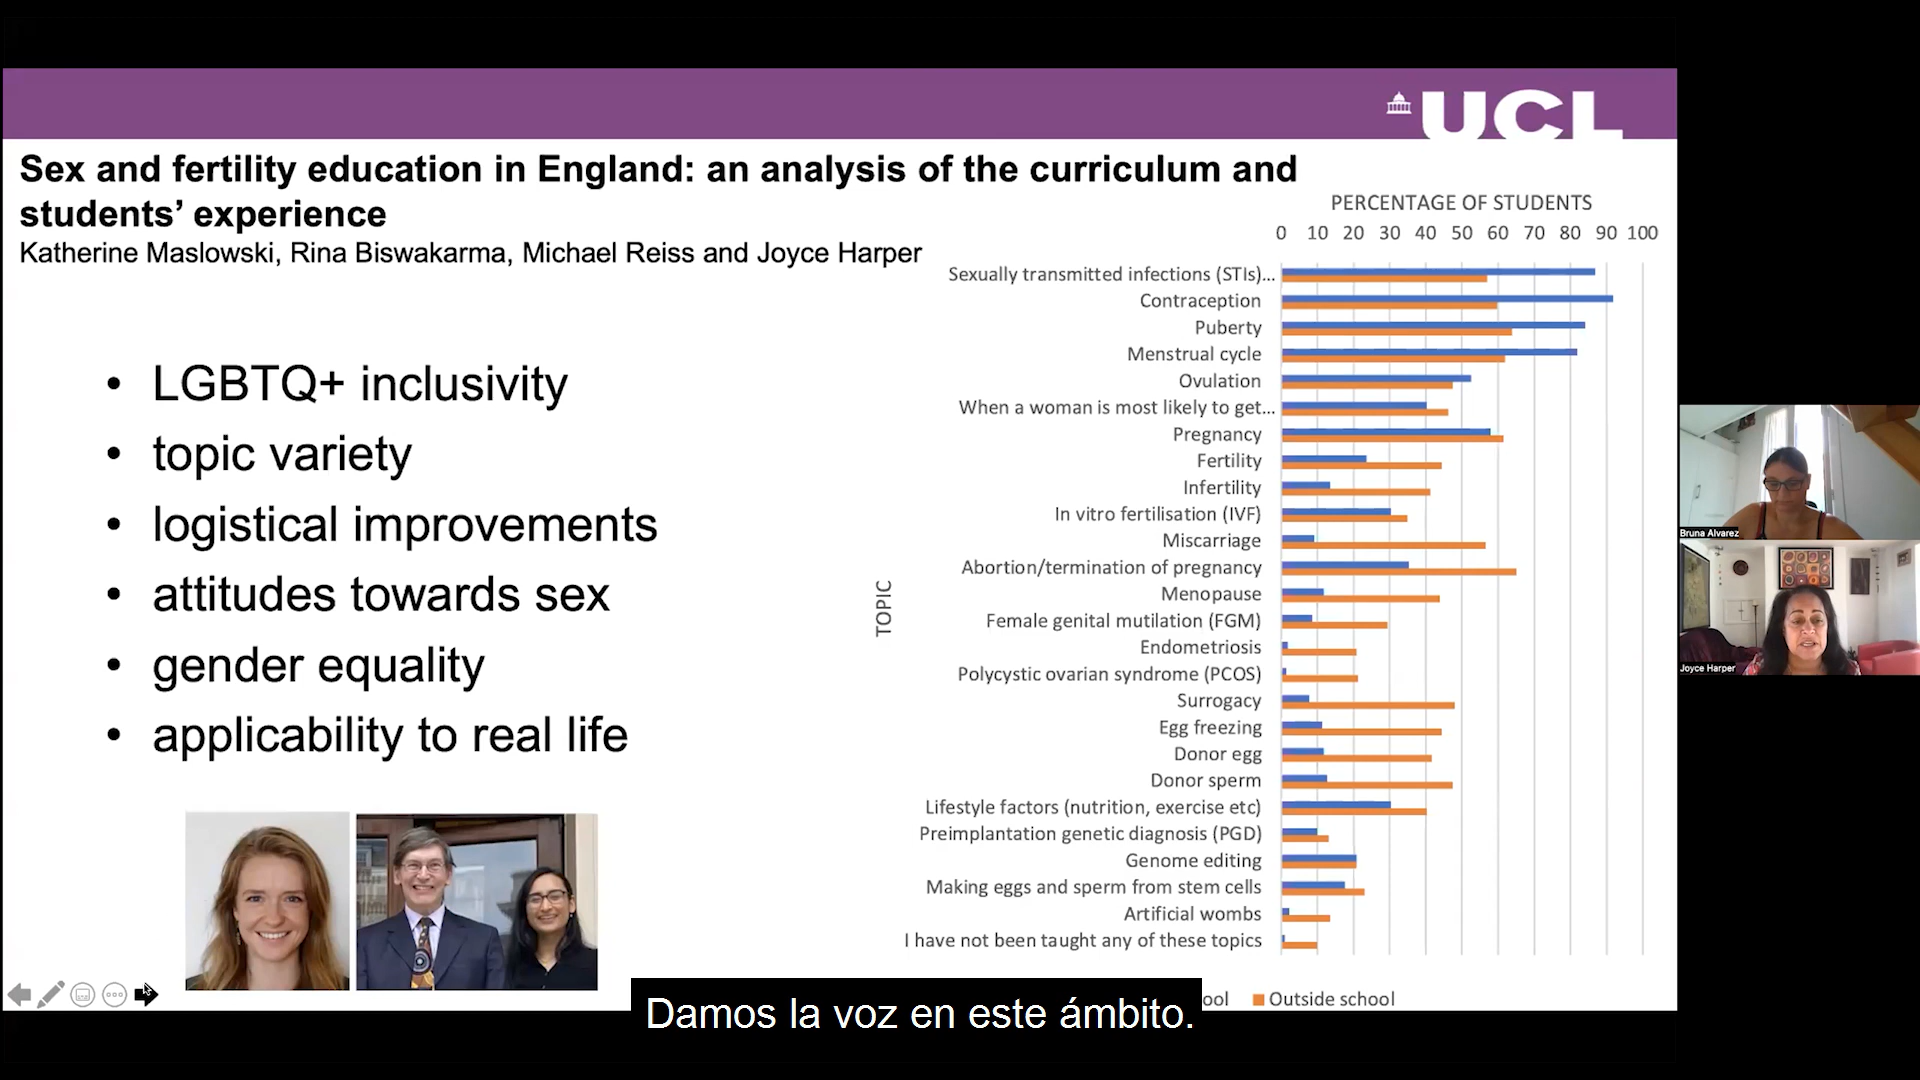 UCL
Sex and fertility education in England: an analysis of the curriculum and
students’ experience
Katherine Maslowski, Rina Biswakarma, Michael Reiss and Joyce Harper
• LGBTQ+ inclusivity
• topic variety
• logistical improvements
• attitudes towards sex
• gender equality
• applicability to real life
PERCENTAGE OF STUDENTS
0 10 20 30 40 50 60 70 80 90 100
TOPIC
Sexually transmitted infections (STIs)...
Contraception
Puberty
Menstrual cycle
Ovulation
When a woman is most likely to get...
Pregnancy
Fertility
Infertility
In vitro fertilisation (IVF)
Miscarriage
Abortion/termination of pregnancy
Menopause
Female genital mutilation (FGM)
Endometriosis
Polycystic ovarian syndrome (PCOS)
Surrogacy
Egg freezing
Donor egg
Donor sperm
Lifestyle factors (nutrition, exercise etc)
Preimplantation genetic diagnosis (PGD)
Genome editing
Making eggs and sperm from stem cells
Artificial wombs
I have not been taught any of these topics
ool Outside school
Bruna Alvarez
Joyce Harper
Damos la voz en este ámbito.